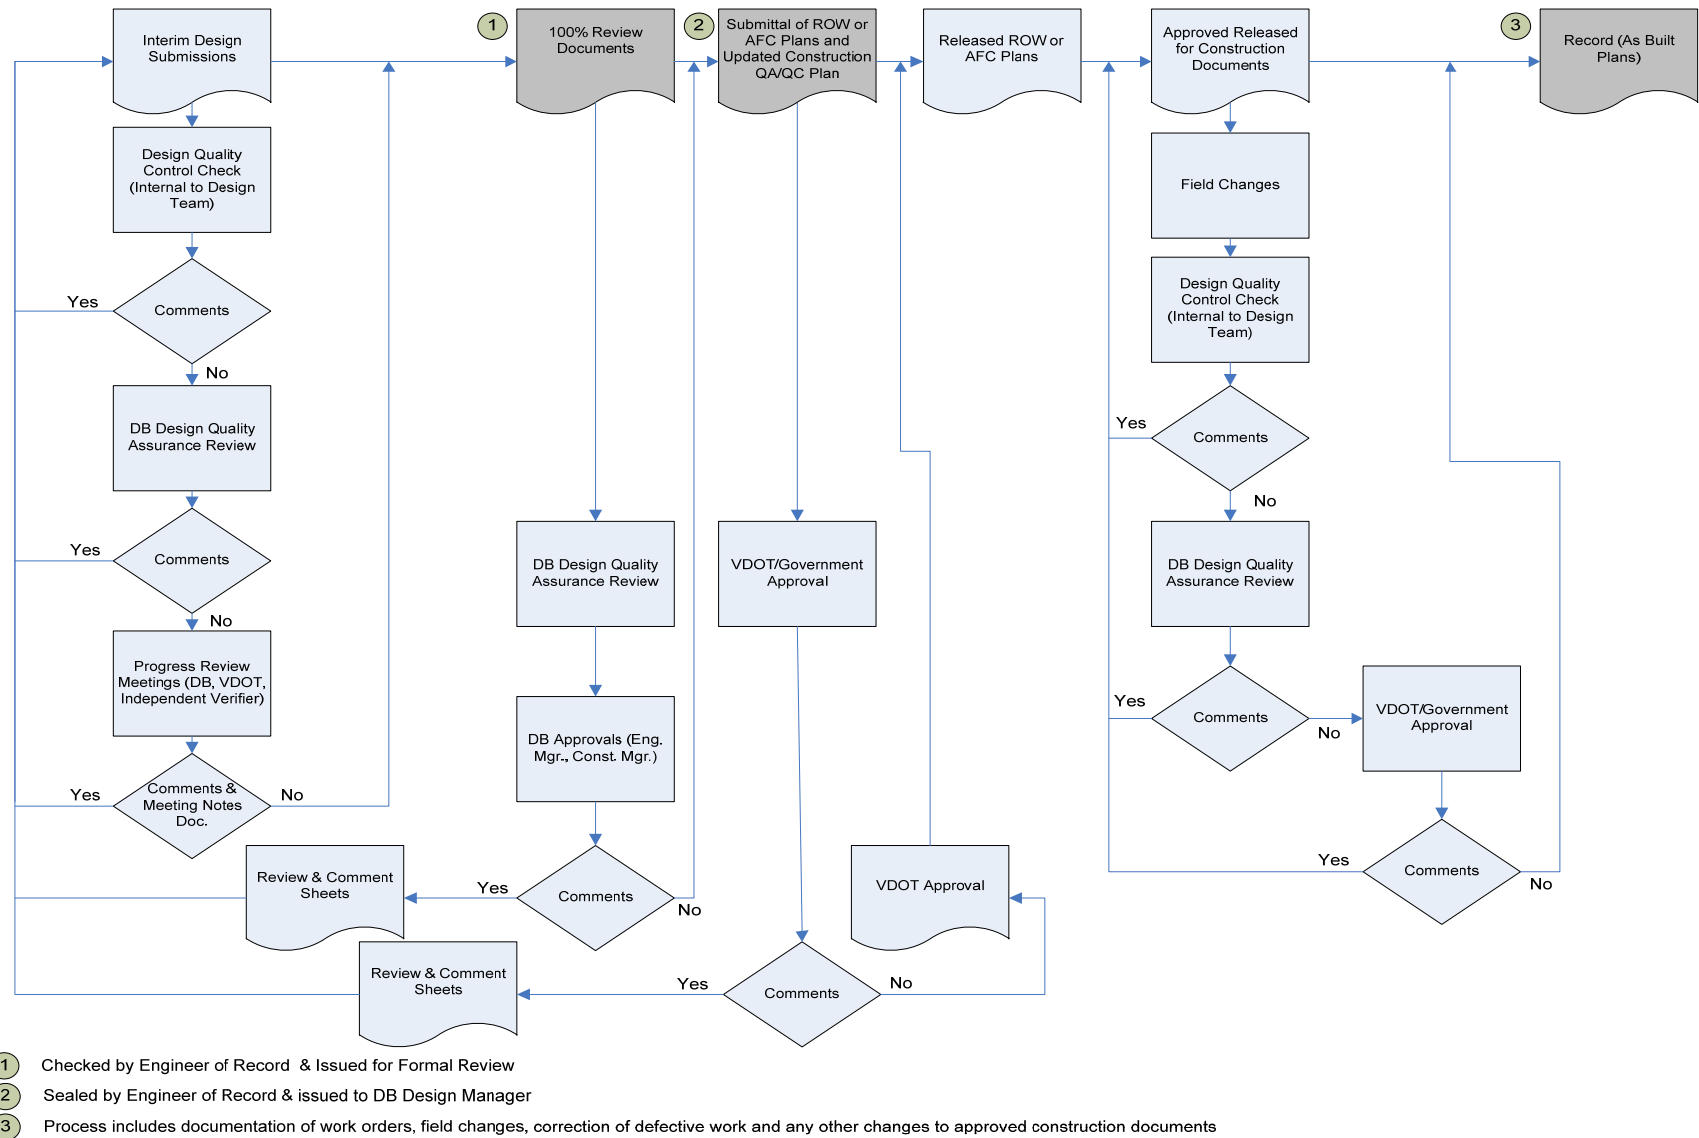 Interim Design
Submissions
1
100% Review
Documents
2
Submittal of ROW or
AFC Plans and
Updated Construction
QA/QC Plan
Released ROW or
AFC Plans
Approved Released
for Construction
Documents
3
Record (As Built
Plans)
Design Quality
Control Check
(Internal to Design
Team)
Comments
Yes
No
DB Design Quality
Assurance Review
Comments
Yes
No
Progress Review
Meetings (DB, VDOT,
Independent Verifier)
Comments &
Meeting Notes
Doc.
Yes
No
DB Design Quality
Assurance Review
DB Approvals (Eng.
Mgr., Const. Mgr.)
Comments
Yes
No
Review & Comment
Sheets
VDOT/Government
Approval
Comments
Yes
No
Review & Comment
Sheets
VDOT Approval
Field Changes
Design Quality
Control Check
(Internal to Design
Team)
Comments
Yes
No
DB Design Quality
Assurance Review
Comments
Yes
No
VDOT/Government
Approval
Comments
Yes
No
1 Checked by Engineer of Record & Issued for Formal Review
2 Sealed by Engineer of Record & issued to DB Design Manager
3 Process includes documentation of work orders, field changes, correction of defective work and any other changes to approved construction documents